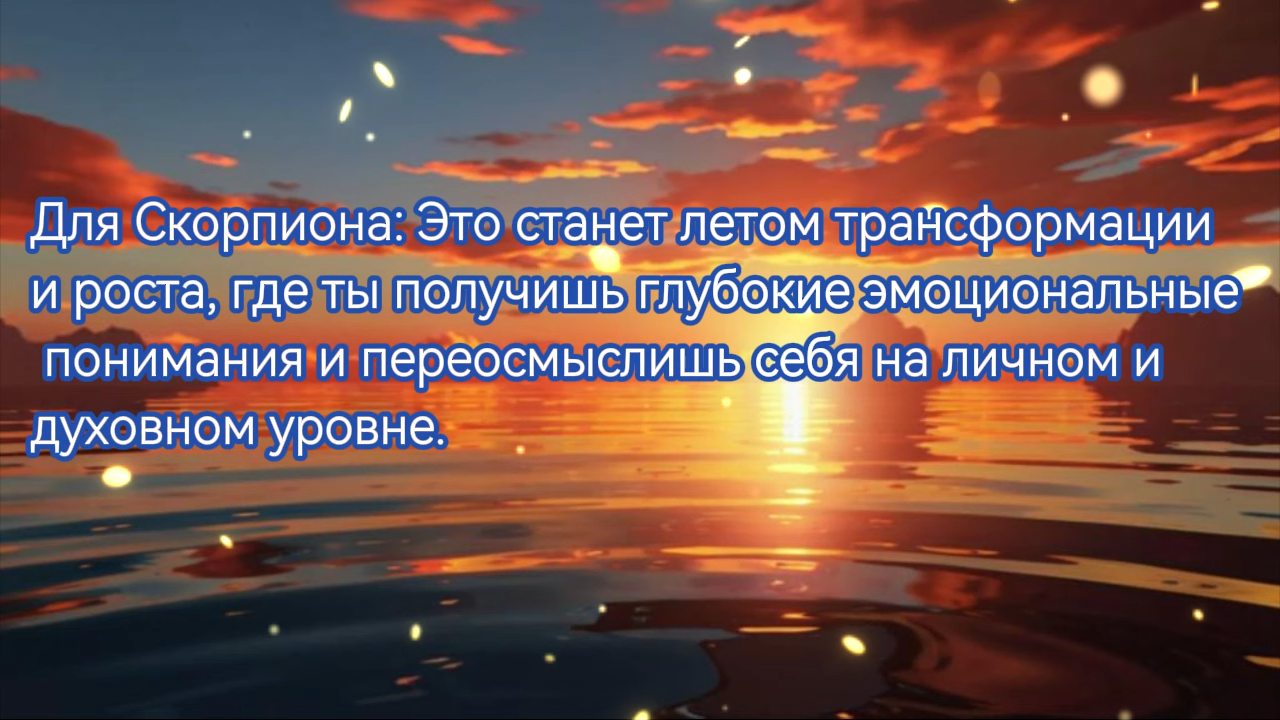 Для Скорпиона: Это станет летом трансформации
и роста, где ты получишь глубокие эмоциональные
понимания и переосмыслишь себя на личном и
духовном уровне.